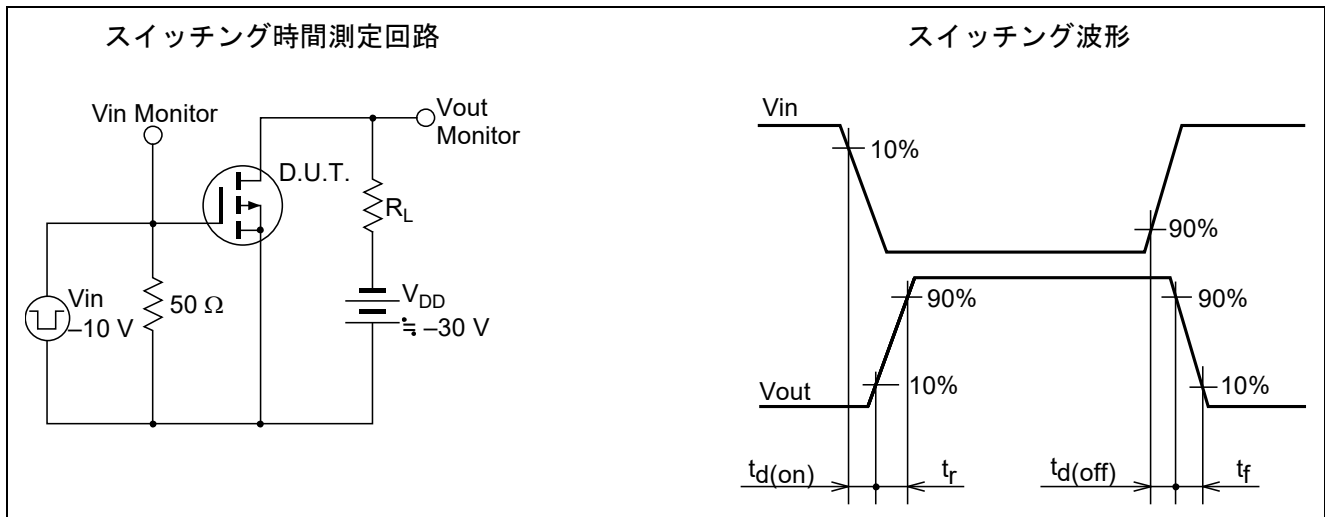 スイッチング時間測定回路
Vin Monitor
Vout
Monitor
D.U.T.
RL
Vin
–10 V
50 Ω
VDD
≒ –30 V
スイッチング波形
Vin
10%
90%
90%
90%
10%
10%
Vout
td(on)
tr
td(off)
tf